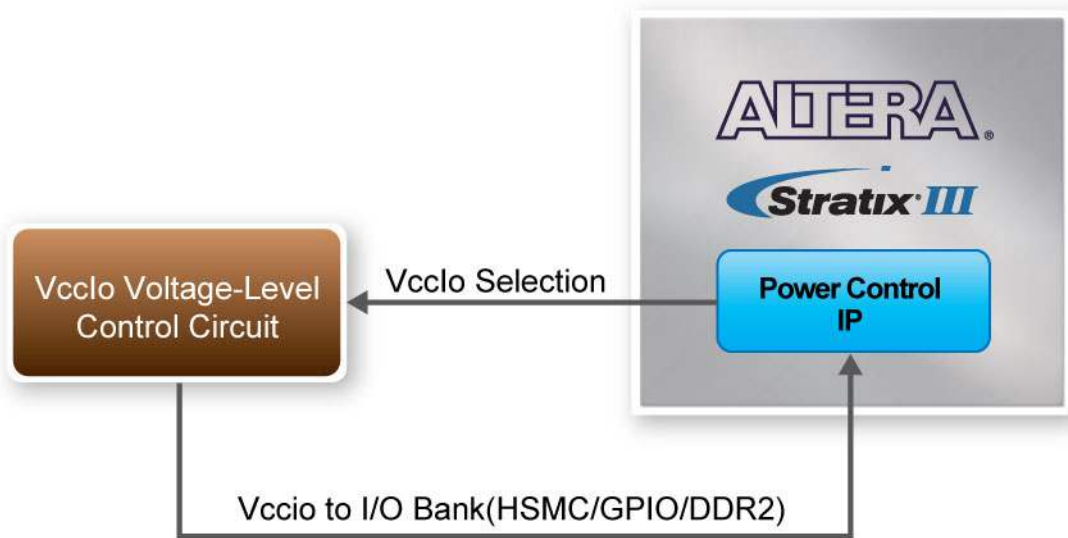 ALTERA®
Stratix® III
VccIo Voltage-Level
Control Circuit
VccIo Selection
Power Control
IP
Vccio to I/O Bank(HSMC/GPIO/DDR2)